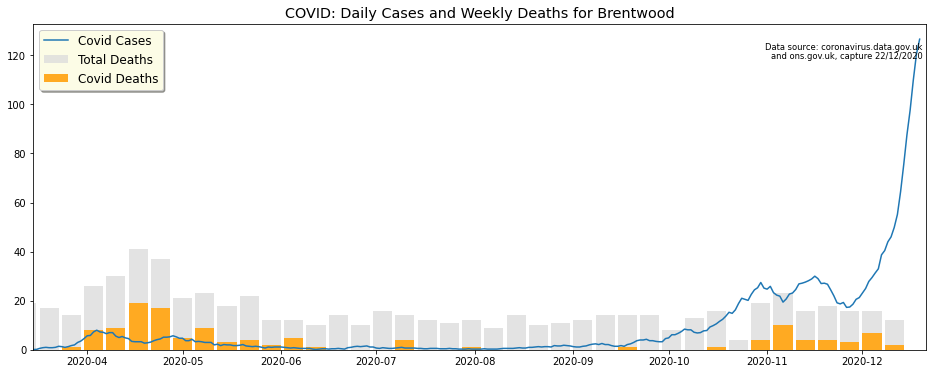 COVID: Daily Cases and Weekly Deaths for Brentwood
Covid Cases
Total Deaths
Covid Deaths
Data source: coronavirus.data.gov.uk
and ons.gov.uk, capture 22/12/2020
120
100
80
60
40
20
0
2020-04 2020-05 2020-06 2020-07 2020-08 2020-09 2020-10 2020-11 2020-12